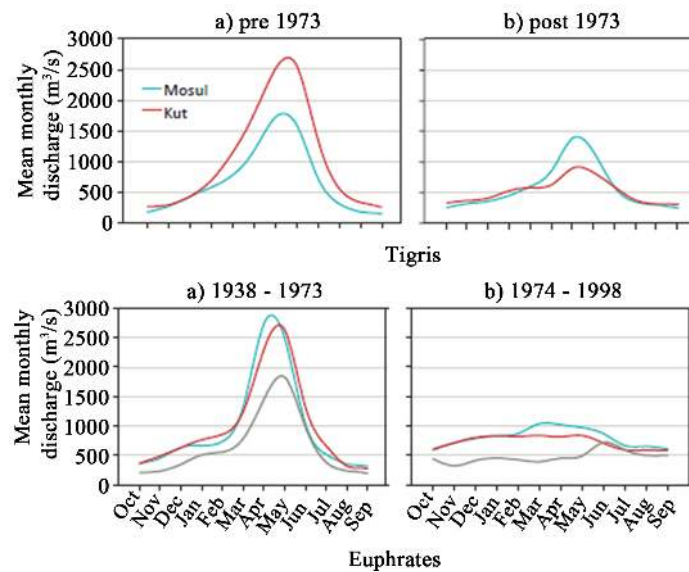 a) pre 1973
b) post 1973
Mean monthly
discharge (m³/s)
3000
2500
2000
1500
1000
500
0
Mosul
Kut
Tigris
a) 1938 - 1973
b) 1974 - 1998
Mean monthly
discharge (m³/s)
3000
2500
2000
1500
1000
500
0
Oct
Nov
Dec
Jan
Feb
Mar
Apr
May
Jun
Jul
Aug
Sep
Oct
Nov
Dec
Jan
Feb
Mar
Apr
May
Jun
Jul
Aug
Sep
Euphrates